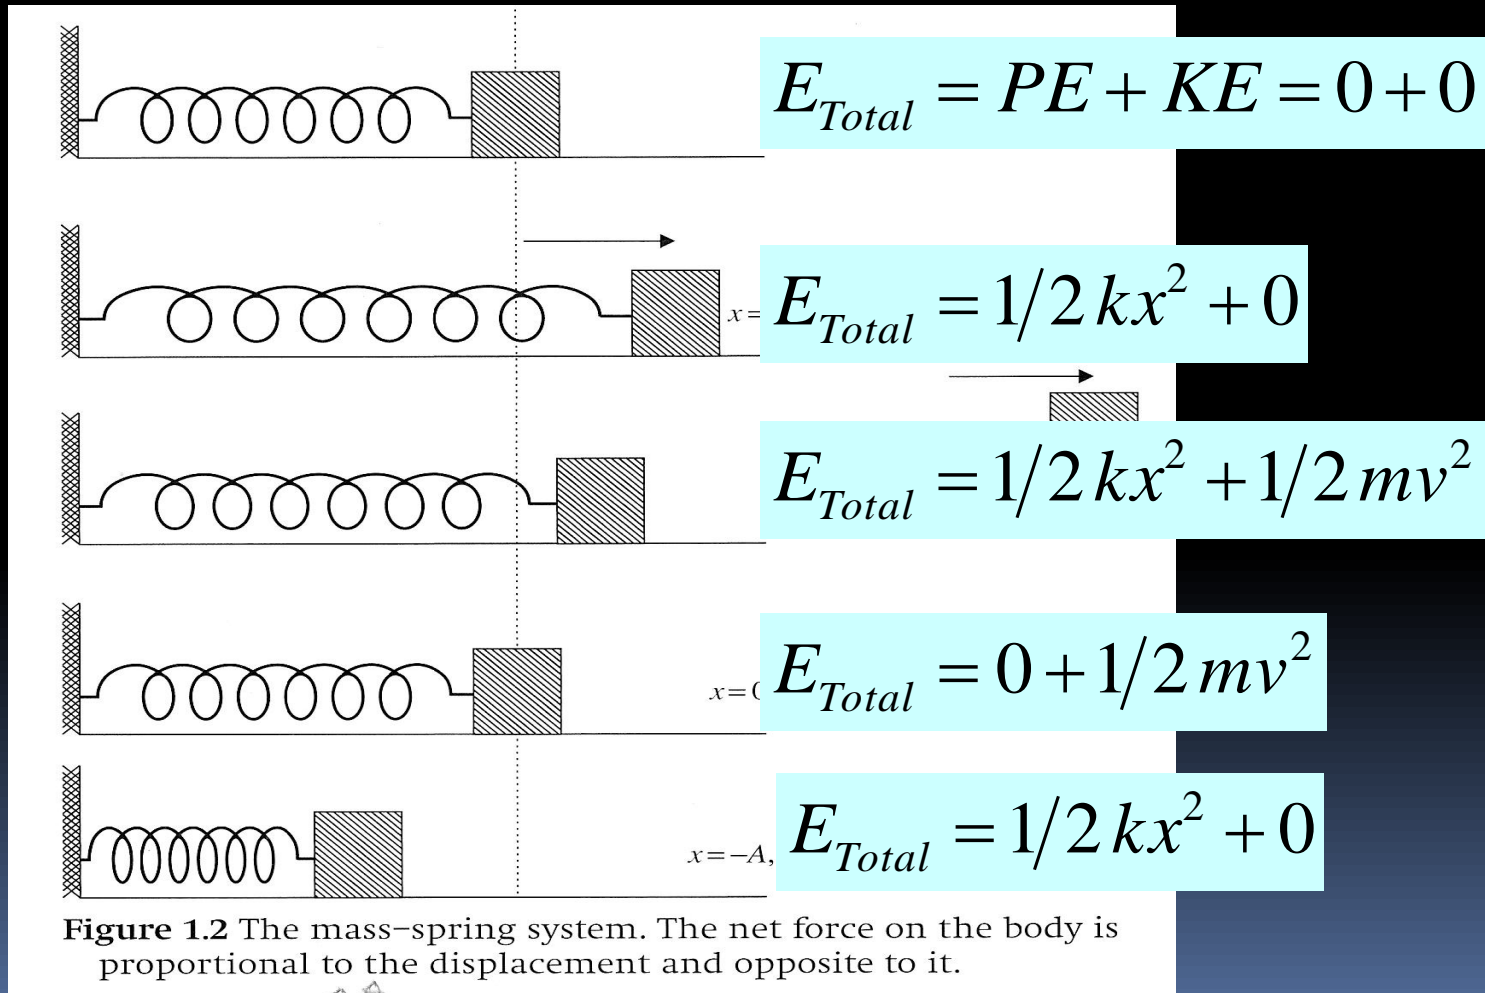 E_Total = PE + KE = 0 + 0
x= E_Total = 1/2 kx² + 0
E_Total = 1/2 kx² + 1/2 mv²
x=0 E_Total = 0 + 1/2 mv²
x=–A, E_Total = 1/2 kx² + 0
Figure 1.2 The mass–spring system. The net force on the body is
proportional to the displacement and opposite to it.